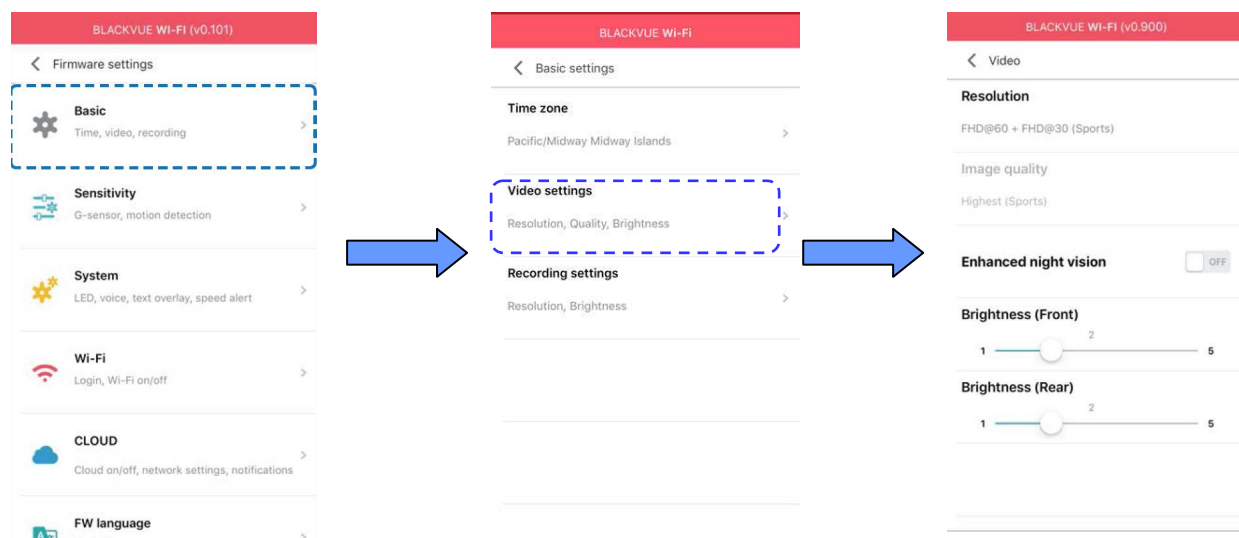 BLACKVUE WI-FI (v0.101)
Firmware settings
Basic
Time, video, recording
Sensitivity
G-sensor, motion detection
System
LED, voice, text overlay, speed alert
Wi-Fi
Login, Wi-Fi on/off
CLOUD
Cloud on/off, network settings, notifications
FW language
BLACKVUE Wi-Fi
Basic settings
Time zone
Pacific/Midway Midway Islands
Video settings
Resolution, Quality, Brightness
Recording settings
Resolution, Brightness
BLACKVUE WI-FI (v0.900)
Video
Resolution
FHD@60 + FHD@30 (Sports)
Image quality
Highest (Sports)
Enhanced night vision
OFF
Brightness (Front)
2
1 5
Brightness (Rear)
2
1 5